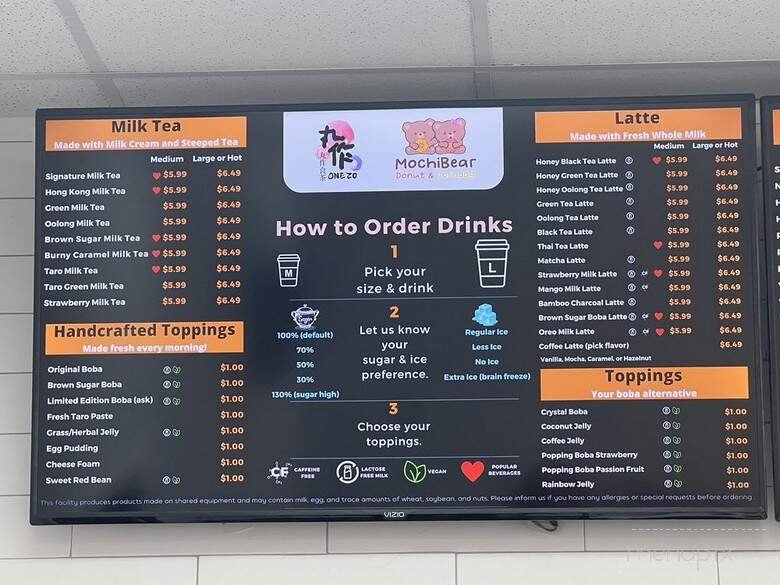 Milk Tea
Made with Milk Cream and Steeped Tea
Medium Large or Hot
Signature Milk Tea $5.99 $6.49
Hong Kong Milk Tea $5.99 $6.49
Green Milk Tea $5.99 $6.49
Oolong Milk Tea $5.99 $6.49
Brown Sugar Milk Tea $5.99 $6.49
Burny Caramel Milk Tea $5.99 $6.49
Taro Milk Tea $5.99 $6.49
Taro Green Milk Tea $5.99 $6.49
Strawberry Milk Tea $5.99 $6.49
Handcrafted Toppings
Made fresh every morning!
Original Boba $1.00
Brown Sugar Boba $1.00
Limited Edition Boba (ask) $1.00
Fresh Taro Paste $1.00
Grass/Herbal Jelly $1.00
Egg Pudding $1.00
Cheese Foam $1.00
Sweet Red Bean $1.00
丸作
ONEZO
MOCHIBear
Donut &
How to Order Drinks
1
M
L
Pick your
size & drink
2
Let us know
your
sugar & ice
preference.
100% (default)
70%
50%
30%
130% (sugar high)
Regular Ice
Less Ice
No Ice
Extra Ice (brain freeze)
3
Choose your
toppings.
CF CAFFEINE
FREE
LACTOSE
FREE MILK
VEGAN
POPULAR
BEVERAGES
Latte
Made with Fresh Whole Milk
Medium Large or Hot
Honey Black Tea Latte $5.99 $6.49
Honey Green Tea Latte $5.99 $6.49
Honey Oolong Tea Latte $5.99 $6.49
Green Tea Latte $5.99 $6.49
Oolong Tea Latte $5.99 $6.49
Black Tea Latte $5.99 $6.49
Thai Tea Latte $5.99 $6.49
Matcha Latte $5.99 $6.49
Strawberry Milk Latte CF $5.99 $6.49
Mango Milk Latte CF $5.99 $6.49
Bamboo Charcoal Latte $5.99 $6.49
Brown Sugar Boba Latte CF $5.99 $6.49
Oreo Milk Latte CF $5.99 $6.49
Coffee Latte (pick flavor) $6.49
Vanilla, Mocha, Caramel, or Hazelnut
Toppings
Your boba alternative
Crystal Boba $1.00
Coconut Jelly $1.00
Coffee Jelly $1.00
Popping Boba Strawberry $1.00
Popping Boba Passion Fruit $1.00
Rainbow Jelly $1.00
This facility produces products made on shared equipment and may contain milk, egg, and trace amounts of wheat, soybean, and nuts. Please inform us if you have any allergies or special requests before ordering
VIZIO
menupix